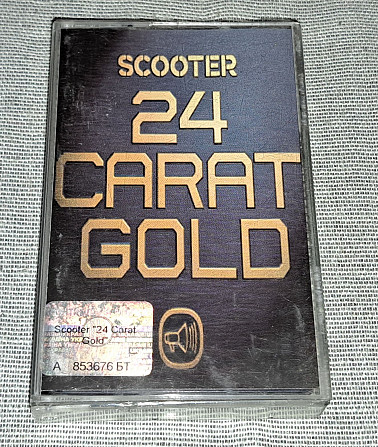 SCOOTER
24
CARAT
GOLD
Scooter "24 Carat
Gold"
А 853676 БТ